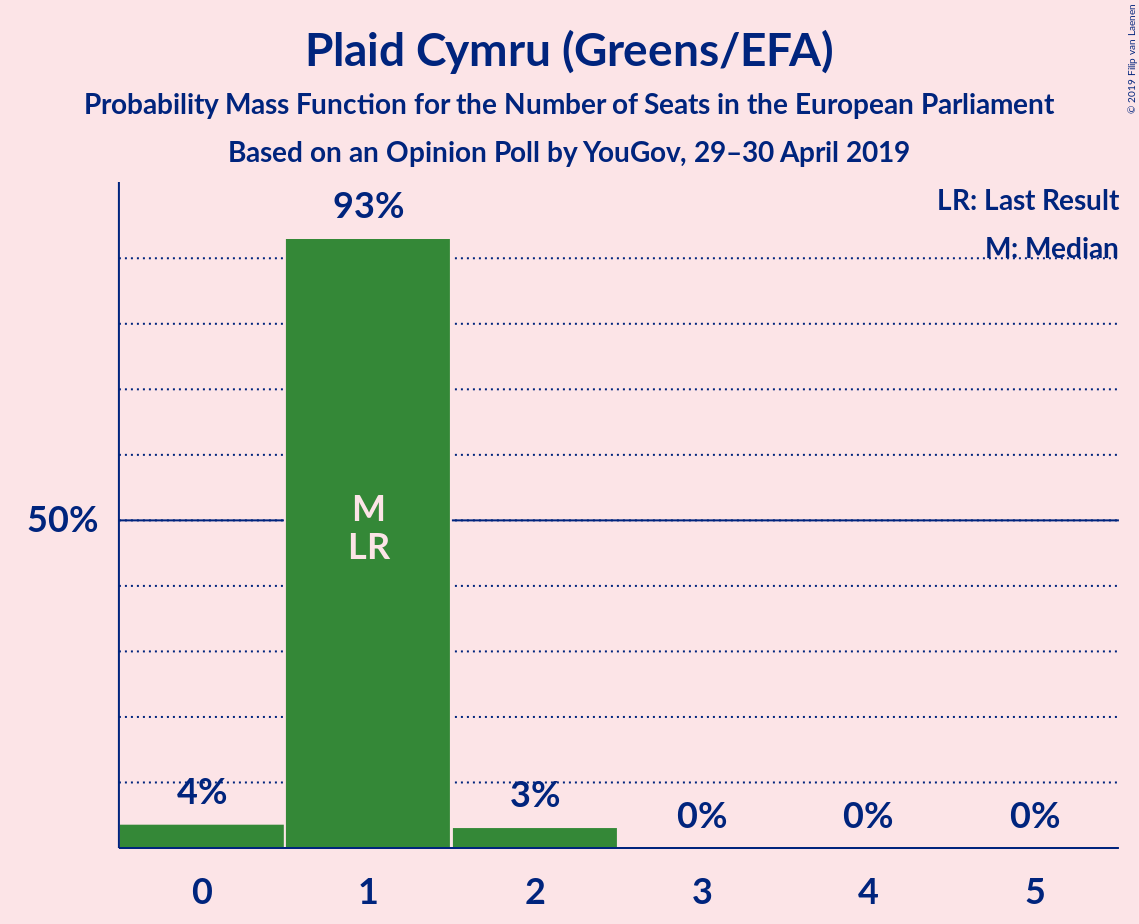 Plaid Cymru (Greens/EFA)
Probability Mass Function for the Number of Seats in the European Parliament
Based on an Opinion Poll by YouGov, 29–30 April 2019
© 2019 Filip van Laenen
LR: Last Result
M: Median
93%
50%
M
LR
4%
3%
0%
0%
0%
0
1
2
3
4
5